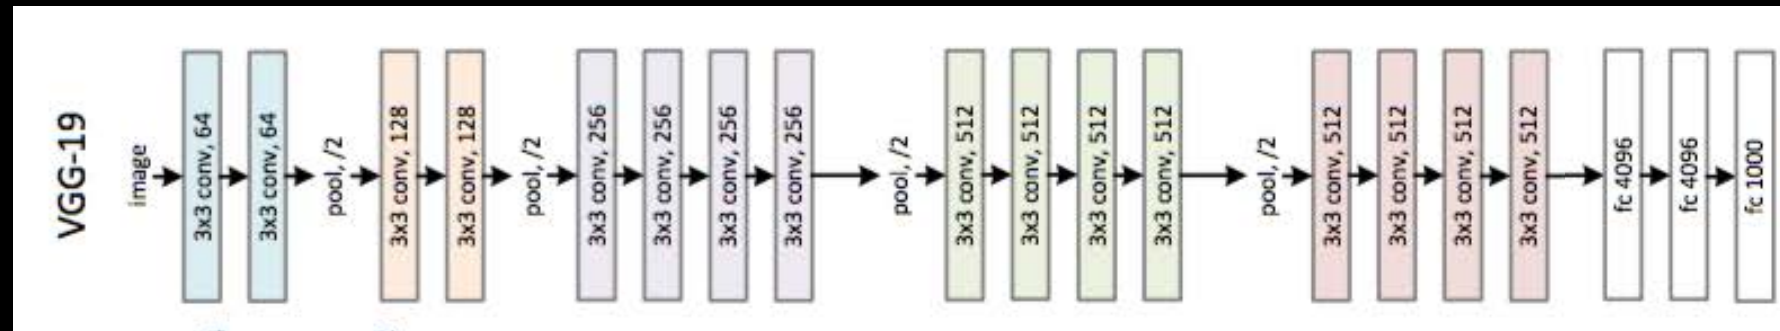 VGG-19
image
3x3 conv, 64
3x3 conv, 64
pool, /2
3x3 conv, 128
3x3 conv, 128
pool, /2
3x3 conv, 256
3x3 conv, 256
3x3 conv, 256
3x3 conv, 256
pool, /2
3x3 conv, 512
3x3 conv, 512
3x3 conv, 512
3x3 conv, 512
pool, /2
3x3 conv, 512
3x3 conv, 512
3x3 conv, 512
3x3 conv, 512
fc 4096
fc 4096
fc 1000